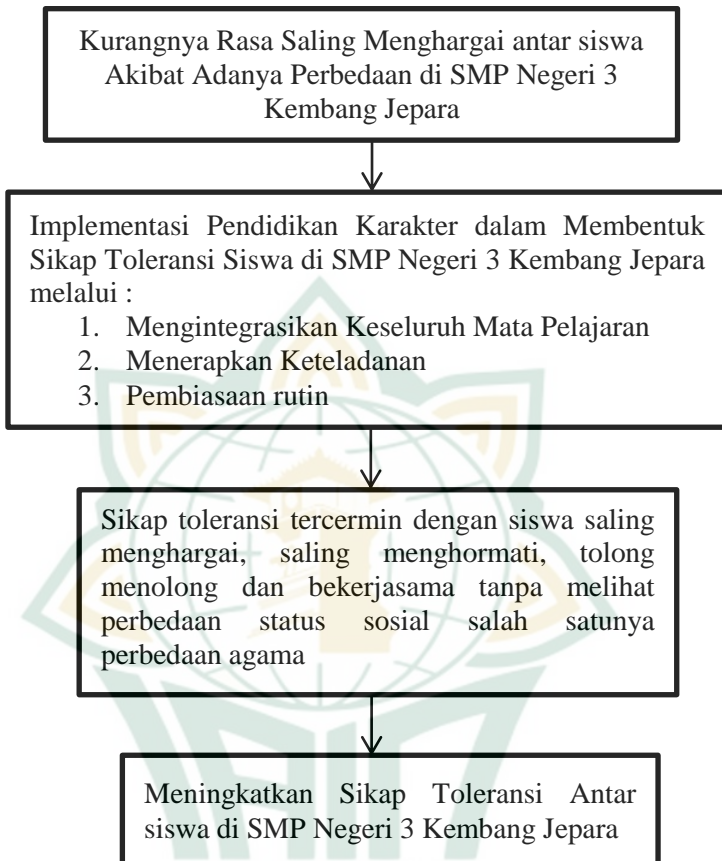 Kurangnya Rasa Saling Menghargai antar siswa
Akibat Adanya Perbedaan di SMP Negeri 3
Kembang Jepara
Implementasi Pendidikan Karakter dalam Membentuk
Sikap Toleransi Siswa di SMP Negeri 3 Kembang Jepara
melalui :
1. Mengintegrasikan Keseluruh Mata Pelajaran
2. Menerapkan Keteladanan
3. Pembiasaan rutin
Sikap toleransi tercermin dengan siswa saling
menghargai, saling menghormati, tolong
menolong dan bekerjasama tanpa melihat
perbedaan status sosial salah satunya
perbedaan agama
Meningkatkan Sikap Toleransi Antar
siswa di SMP Negeri 3 Kembang Jepara